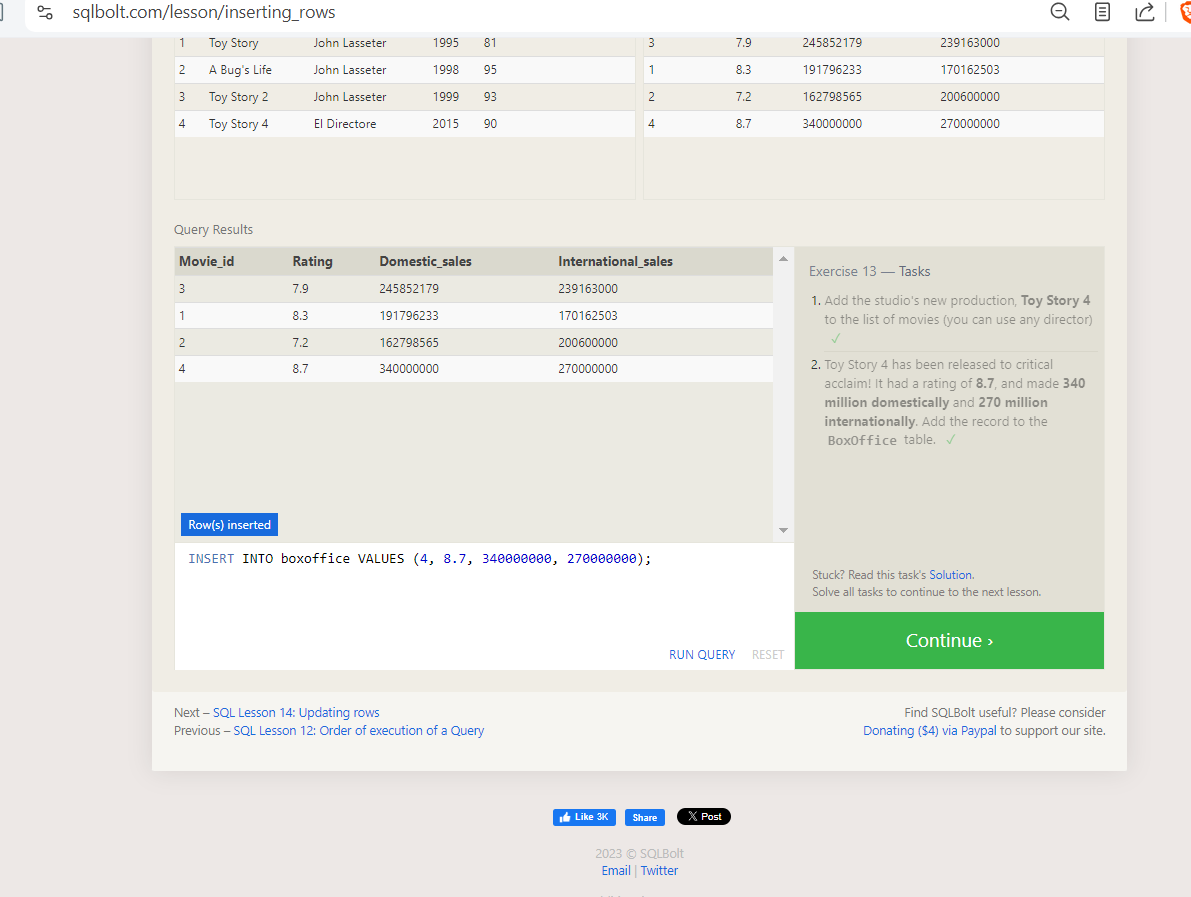 sqlbolt.com/lesson/inserting_rows
1 Toy Story John Lasseter 1995 81
2 A Bug's Life John Lasseter 1998 95
3 Toy Story 2 John Lasseter 1999 93
4 Toy Story 4 El Directore 2015 90
3 7.9 245852179 239163000
1 8.3 191796233 170162503
2 7.2 162798565 200600000
4 8.7 340000000 270000000
Query Results
Movie_id Rating Domestic_sales International_sales
3 7.9 245852179 239163000
1 8.3 191796233 170162503
2 7.2 162798565 200600000
4 8.7 340000000 270000000
Row(s) inserted
INSERT INTO boxoffice VALUES (4, 8.7, 340000000, 270000000);
RUN QUERY RESET
Exercise 13 — Tasks
1. Add the studio's new production, Toy Story 4
to the list of movies (you can use any director)
✓
2. Toy Story 4 has been released to critical
acclaim! It had a rating of 8.7, and made 340
million domestically and 270 million
internationally. Add the record to the
BoxOffice table. ✓
Stuck? Read this task's Solution.
Solve all tasks to continue to the next lesson.
Continue ›
Next – SQL Lesson 14: Updating rows
Previous – SQL Lesson 12: Order of execution of a Query
Find SQLBolt useful? Please consider
Donating ($4) via Paypal to support our site.
Like 3K Share X Post
2023 © SQLBolt
Email | Twitter